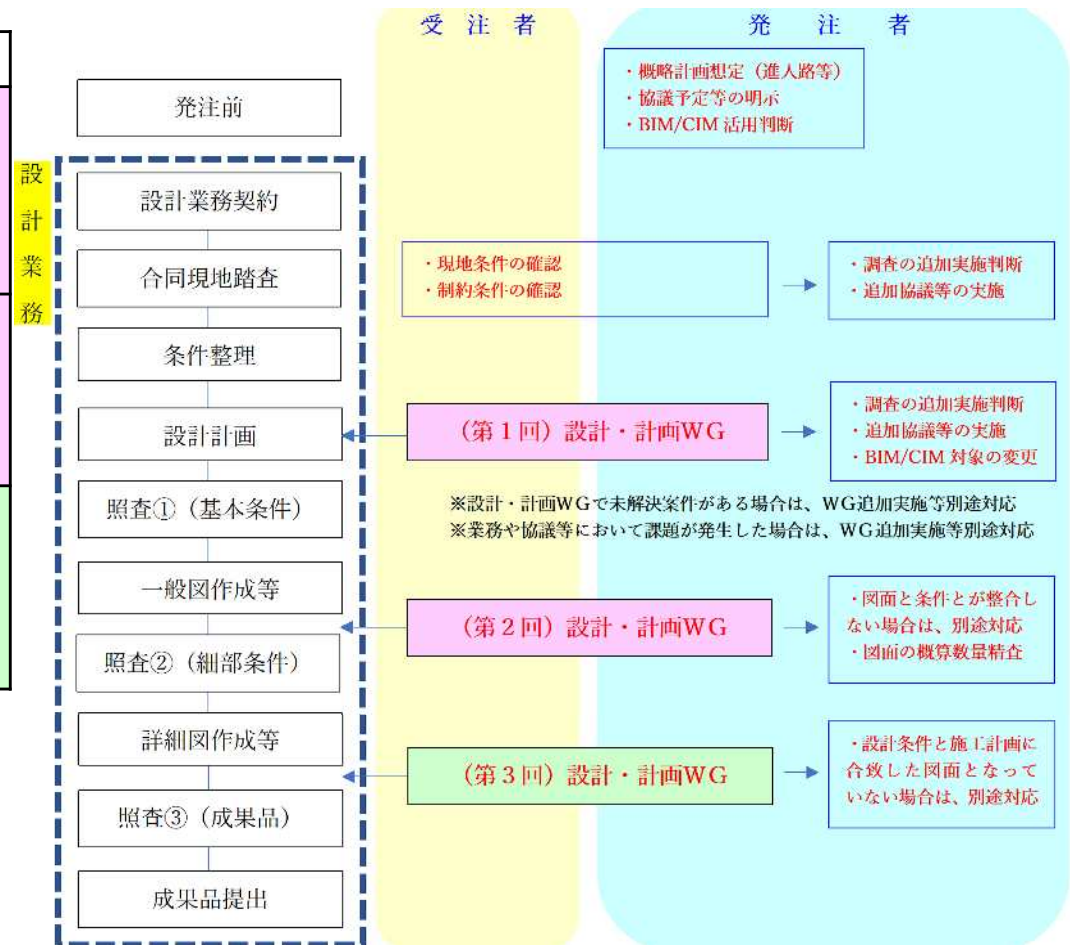 受注者
発注者
・概略計画想定（進入路等）
・協議予定等の明示
・BIM/CIM 活用判断
発注前
設計業務
設計業務契約
合同現地踏査
・現地条件の確認
・制約条件の確認
・調査の追加実施判断
・追加協議等の実施
条件整理
設計計画
（第１回）設計・計画WG
・調査の追加実施判断
・追加協議等の実施
・BIM/CIM 対象の変更
照査①（基本条件）
※設計・計画WGで未解決案件がある場合は、WG追加実施等別途対応
※業務や協議等において課題が発生した場合は、WG追加実施等別途対応
一般図作成等
（第２回）設計・計画WG
・図面と条件とが整合し
ない場合は、別途対応
・図面の概算数量精査
照査②（細部条件）
詳細図作成等
（第３回）設計・計画WG
・設計条件と施工計画に
合致した図面となって
いない場合は、別途対応
照査③（成果品）
成果品提出